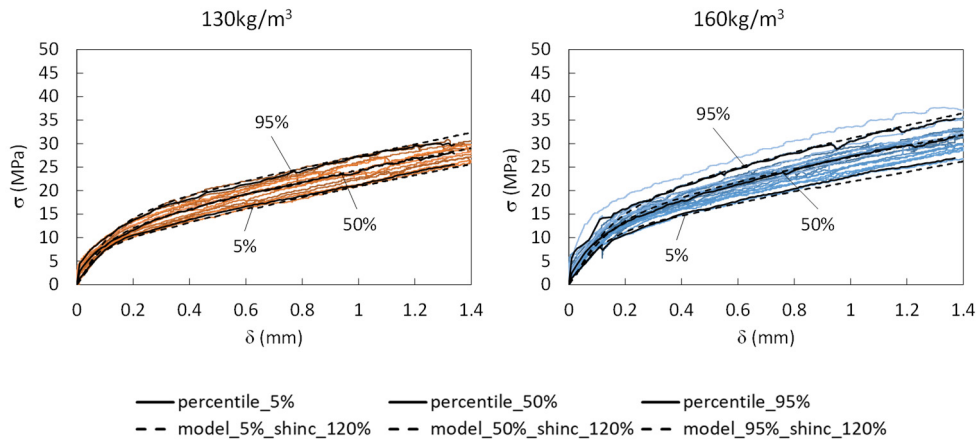 130kg/m³
50
45
40
35
30
25
20
15
10
5
0
σ (MPa)
95%
50%
5%
0 0.2 0.4 0.6 0.8 1 1.2 1.4
δ (mm)
160kg/m³
50
45
40
35
30
25
20
15
10
5
0
σ (MPa)
95%
50%
5%
0 0.2 0.4 0.6 0.8 1 1.2 1.4
δ (mm)
percentile_5% percentile_50% percentile_95%
model_5%_shinc_120% model_50%_shinc_120% model_95%_shinc_120%